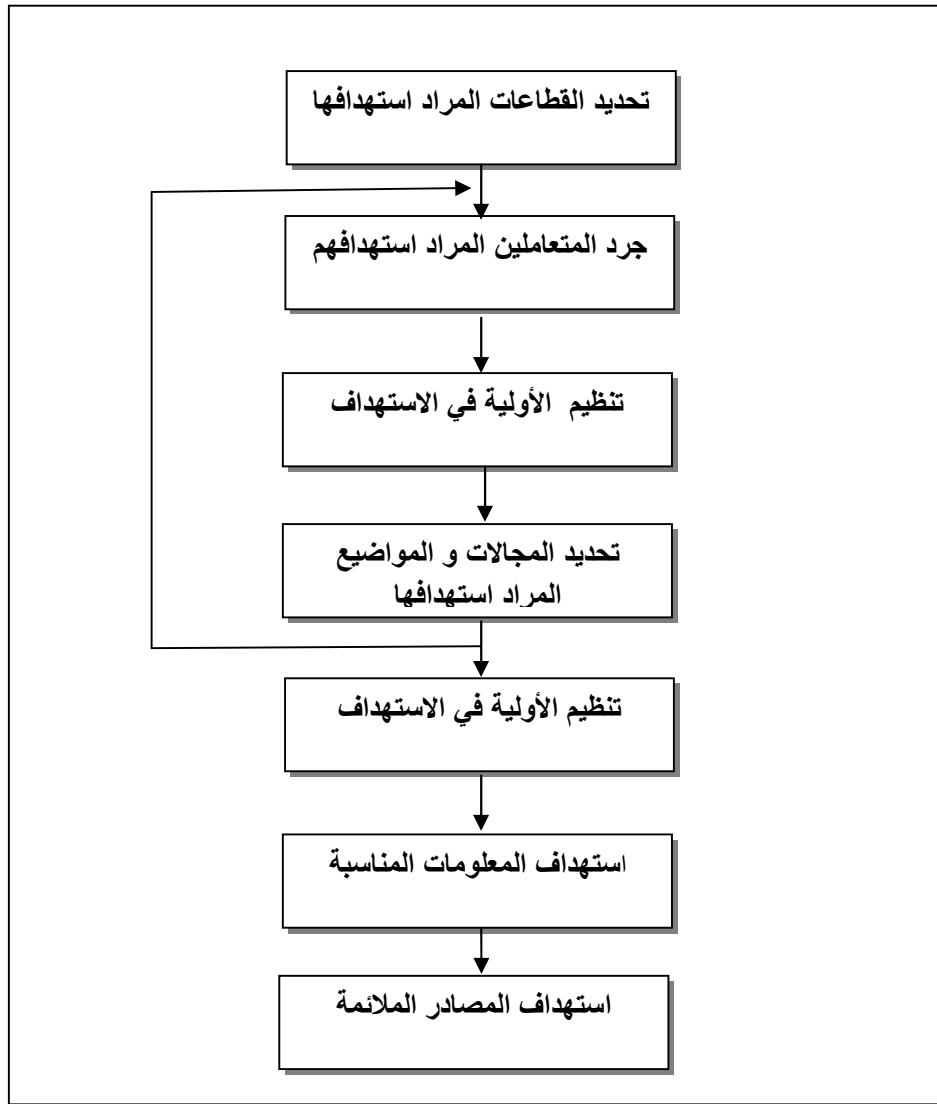 تحديد القطاعات المراد استهدافها
جرد المتعاملين المراد استهدافهم
تنظيم الأولية في الاستهداف
تحديد المجالات و المواضيع
المراد استهدافها
تنظيم الأولية في الاستهداف
استهداف المعلومات المناسبة
استهداف المصادر الملائمة